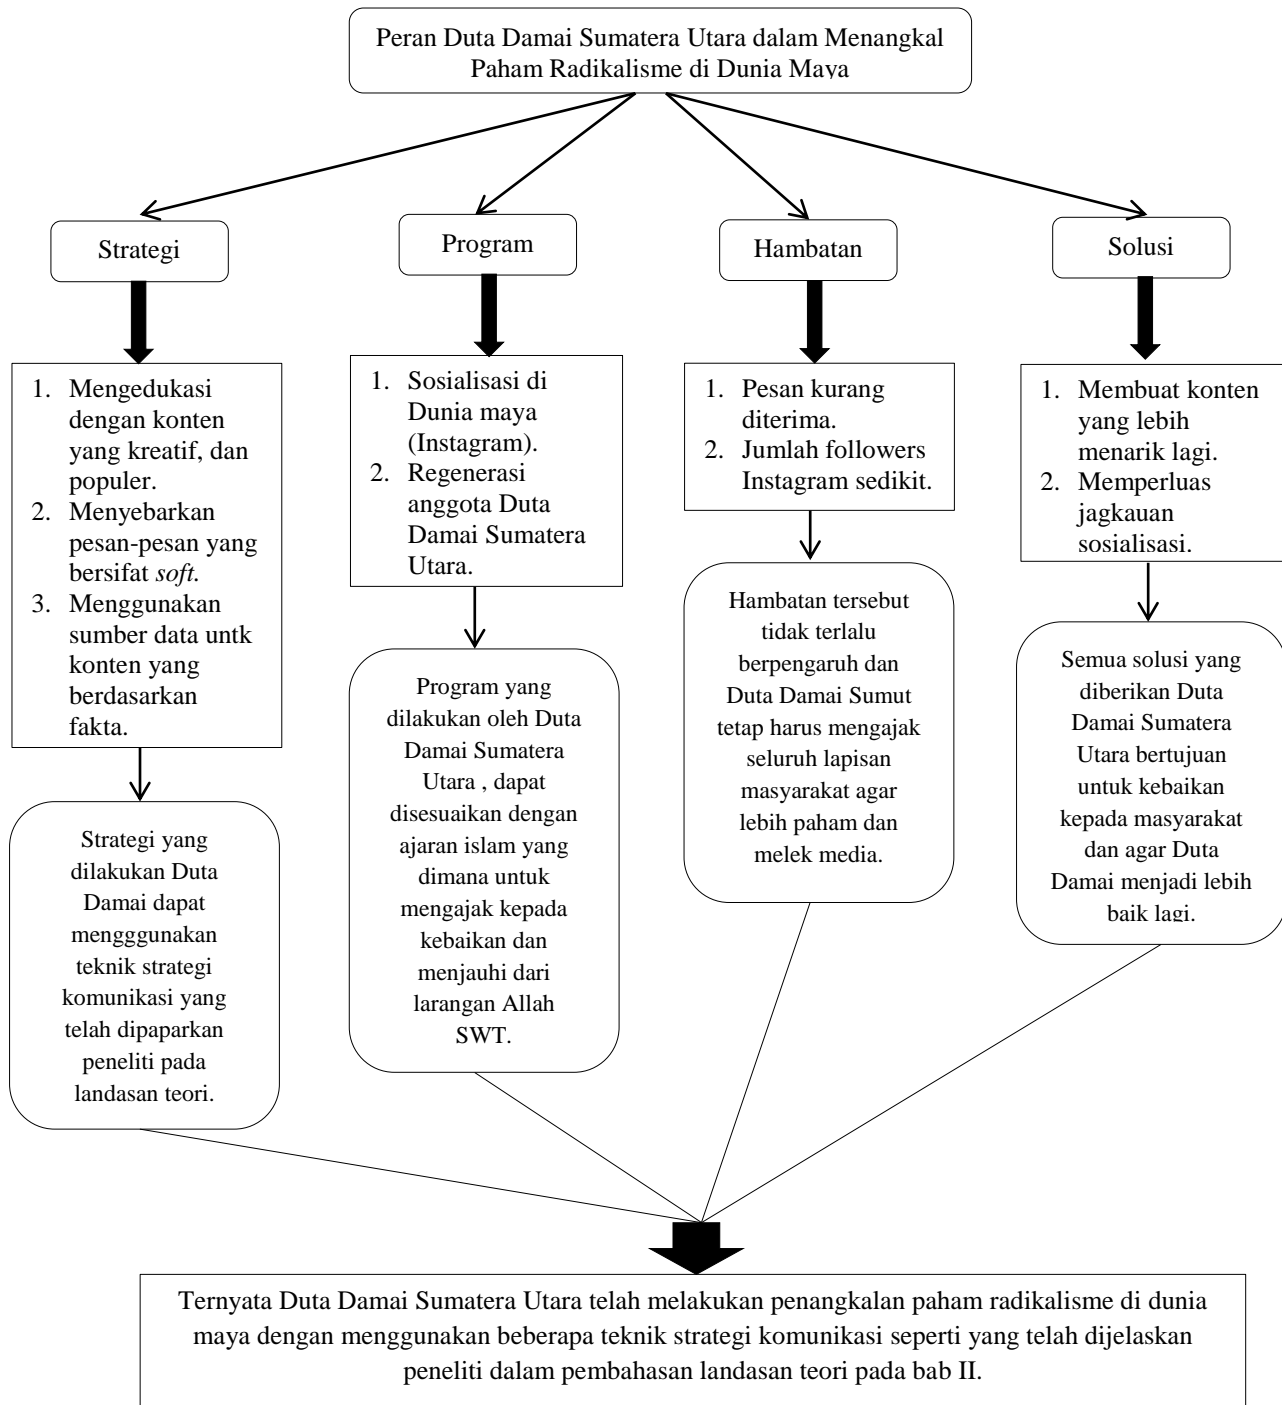 Peran Duta Damai Sumatera Utara dalam Menangkal
Paham Radikalisme di Dunia Maya
Strategi
Program
Hambatan
Solusi
1. Mengedukasi
dengan konten
yang kreatif, dan
populer.
2. Menyebarkan
pesan-pesan yang
bersifat soft.
3. Menggunakan
sumber data untk
konten yang
berdasarkan
fakta.
1. Sosialisasi di
Dunia maya
(Instagram).
2. Regenerasi
anggota Duta
Damai Sumatera
Utara.
1. Pesan kurang
diterima.
2. Jumlah followers
Instagram sedikit.
1. Membuat konten
yang lebih
menarik lagi.
2. Memperluas
jagkauan
sosialisasi.
Strategi yang
dilakukan Duta
Damai dapat
mengggunakan
teknik strategi
komunikasi yang
telah dipaparkan
peneliti pada
landasan teori.
Program yang
dilakukan oleh Duta
Damai Sumatera
Utara , dapat
disesuaikan dengan
ajaran islam yang
dimana untuk
mengajak kepada
kebaikan dan
menjauhi dari
larangan Allah
SWT.
Hambatan tersebut
tidak terlalu
berpengaruh dan
Duta Damai Sumut
tetap harus mengajak
seluruh lapisan
masyarakat agar
lebih paham dan
melek media.
Semua solusi yang
diberikan Duta
Damai Sumatera
Utara bertujuan
untuk kebaikan
kepada masyarakat
dan agar Duta
Damai menjadi lebih
baik lagi.
Ternyata Duta Damai Sumatera Utara telah melakukan penangkalan paham radikalisme di dunia
maya dengan menggunakan beberapa teknik strategi komunikasi seperti yang telah dijelaskan
peneliti dalam pembahasan landasan teori pada bab II.